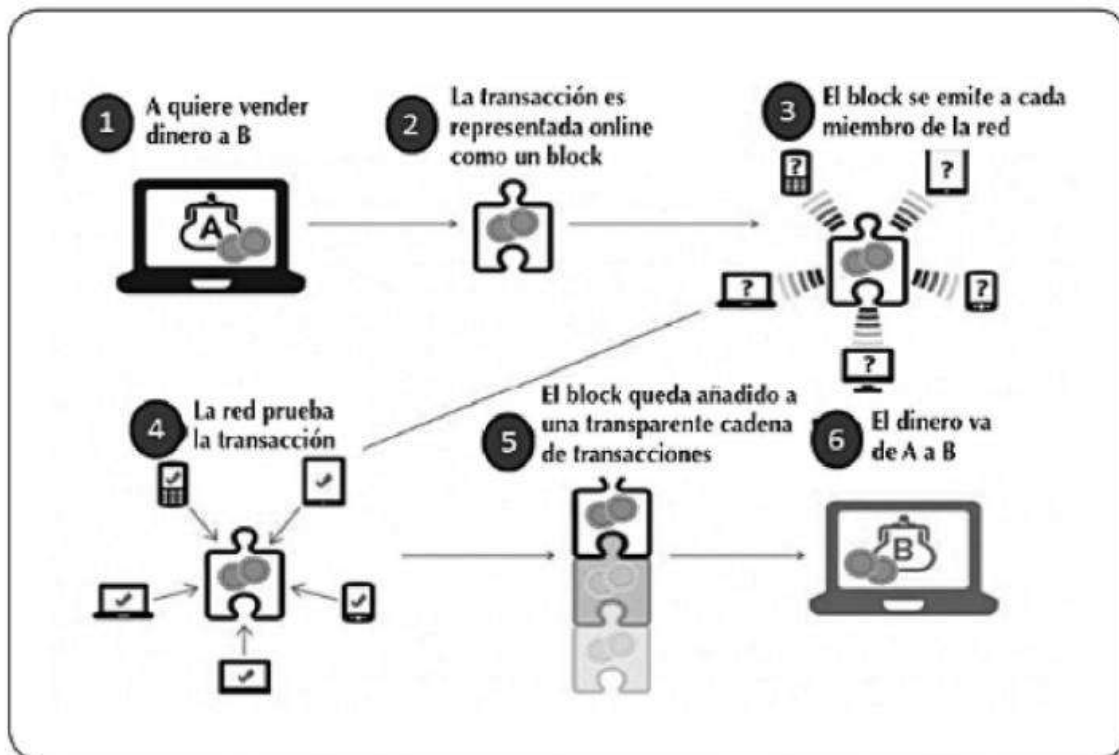 1
A quiere vender
dinero a B
A
2
La transacción es
representada online
como un block
3
El block se emite a cada
miembro de la red
?
?
?
?
?
4
La red prueba
la transacción
5
El block queda añadido a
una transparente cadena
de transacciones
6
El dinero va
de A a B
B